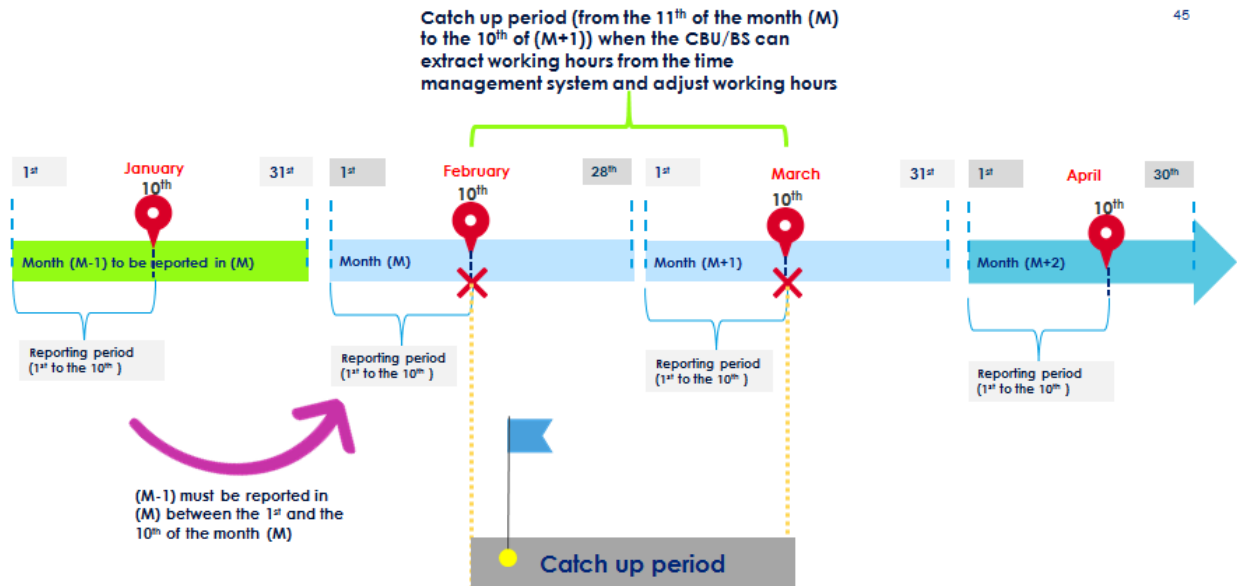 45
Catch up period (from the 11th of the month (M)
to the 10th of (M+1)) when the CBU/BS can
extract working hours from the time
management system and adjust working hours
1st
January
10th
31st
1st
February
10th
28th
1st
March
10th
31st
1st
April
10th
30th
Month (M-1) to be reported in (M)
Month (M)
Month (M+1)
Month (M+2)
Reporting period
(1st to the 10th )
Reporting period
(1st to the 10th )
Reporting period
(1st to the 10th )
Reporting period
(1st to the 10th )
(M-1) must be reported in
(M) between the 1st and the
10th of the month (M)
Catch up period